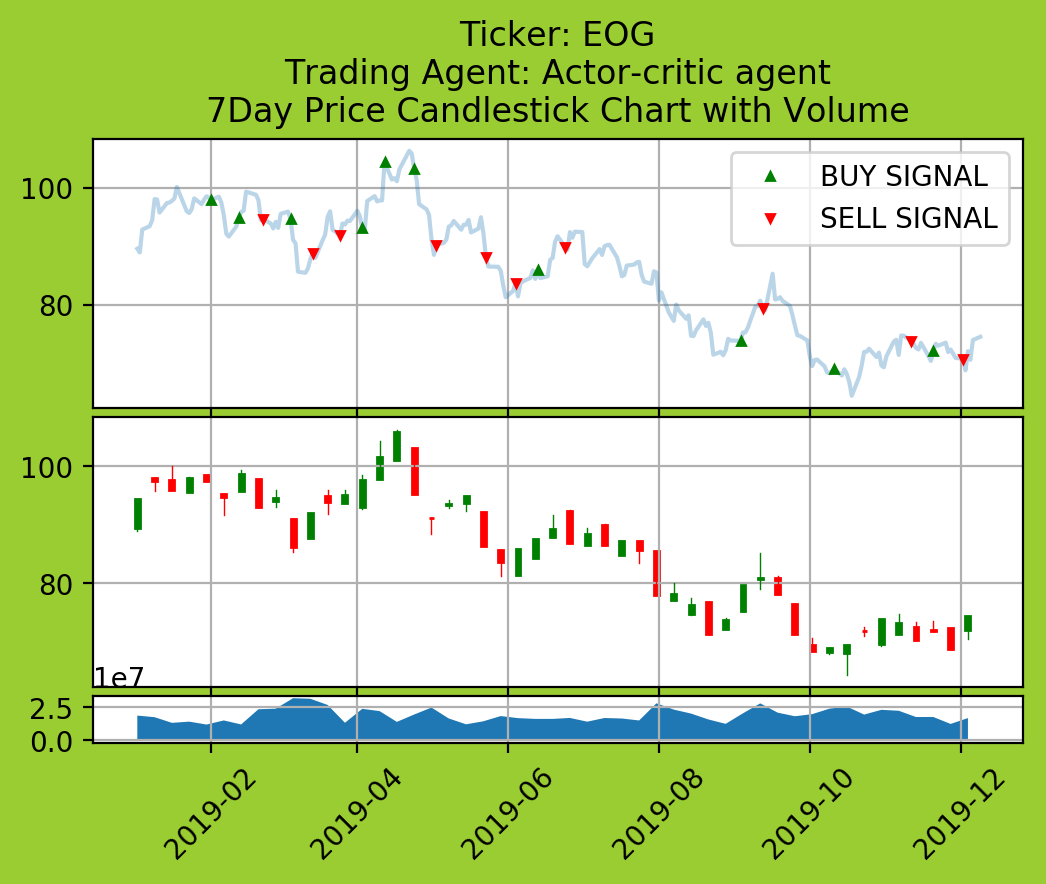 Ticker: EOG
Trading Agent: Actor-critic agent
7Day Price Candlestick Chart with Volume
100
80
BUY SIGNAL
SELL SIGNAL
100
80
1e7
2.5
0.0
2019-02
2019-04
2019-06
2019-08
2019-10
2019-12